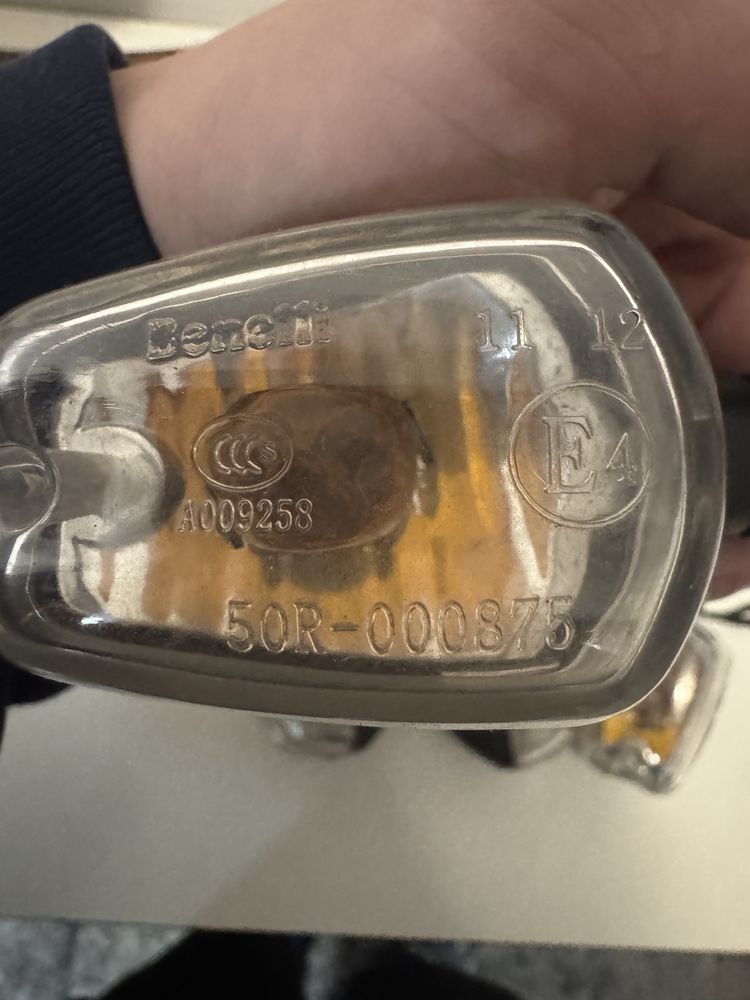 Benelli 11 12
CCC S
E4
A009258
50R-000875